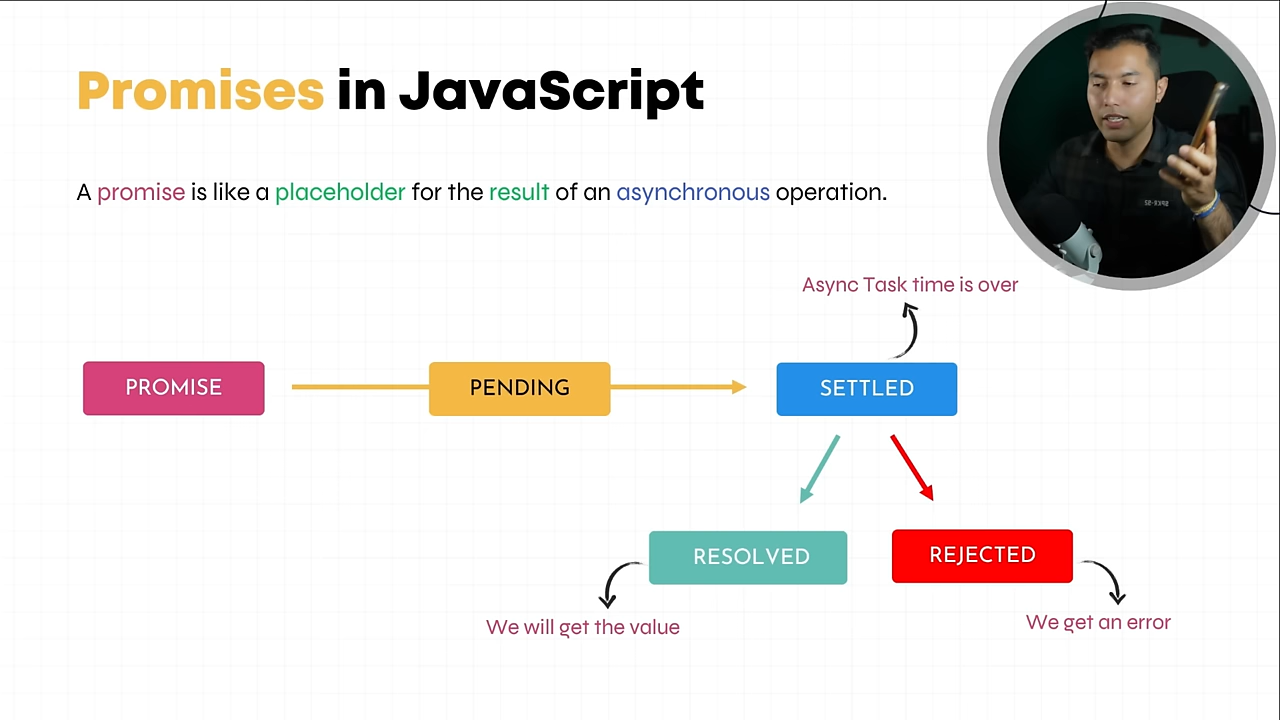 Promises in JavaScript
A promise is like a placeholder for the result of an asynchronous operation.
Async Task time is over
PROMISE
PENDING
SETTLED
RESOLVED
REJECTED
We will get the value
We get an error